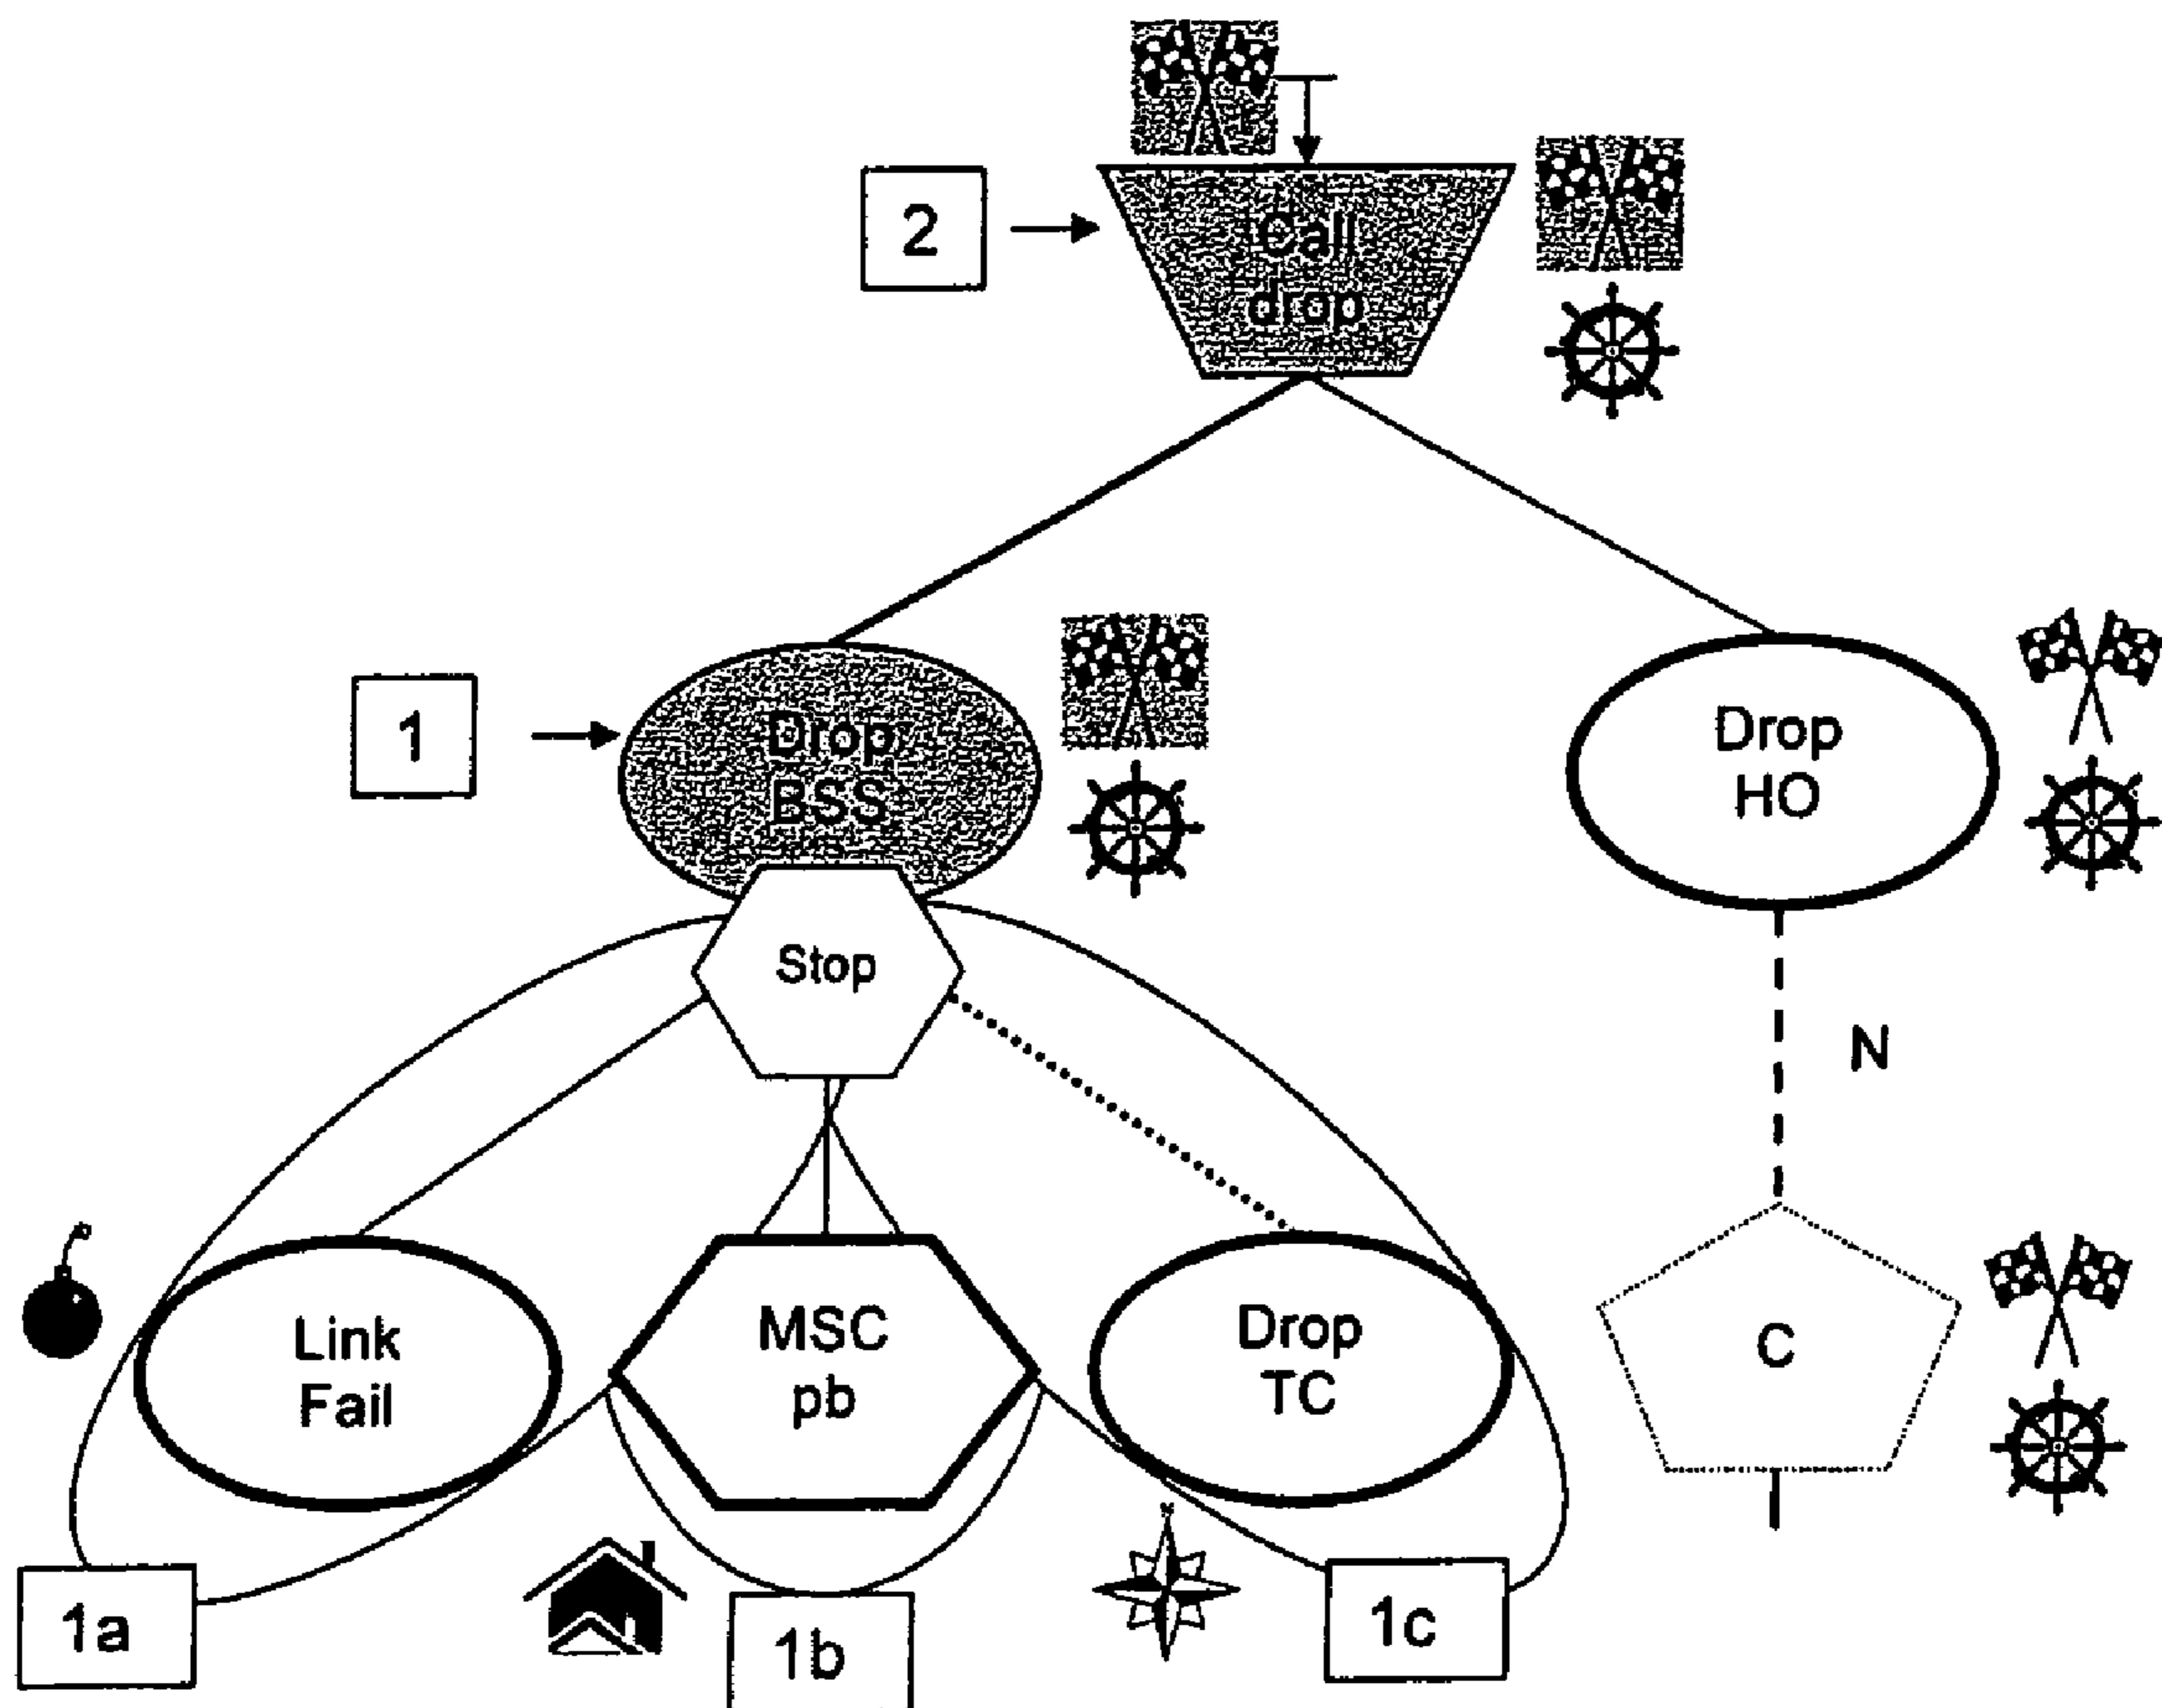 2
Call
drop
1
Drop
BSS
Drop
HO
Stop
N
Link
Fail
MSC
pb
Drop
TC
C
1a
1b
1c